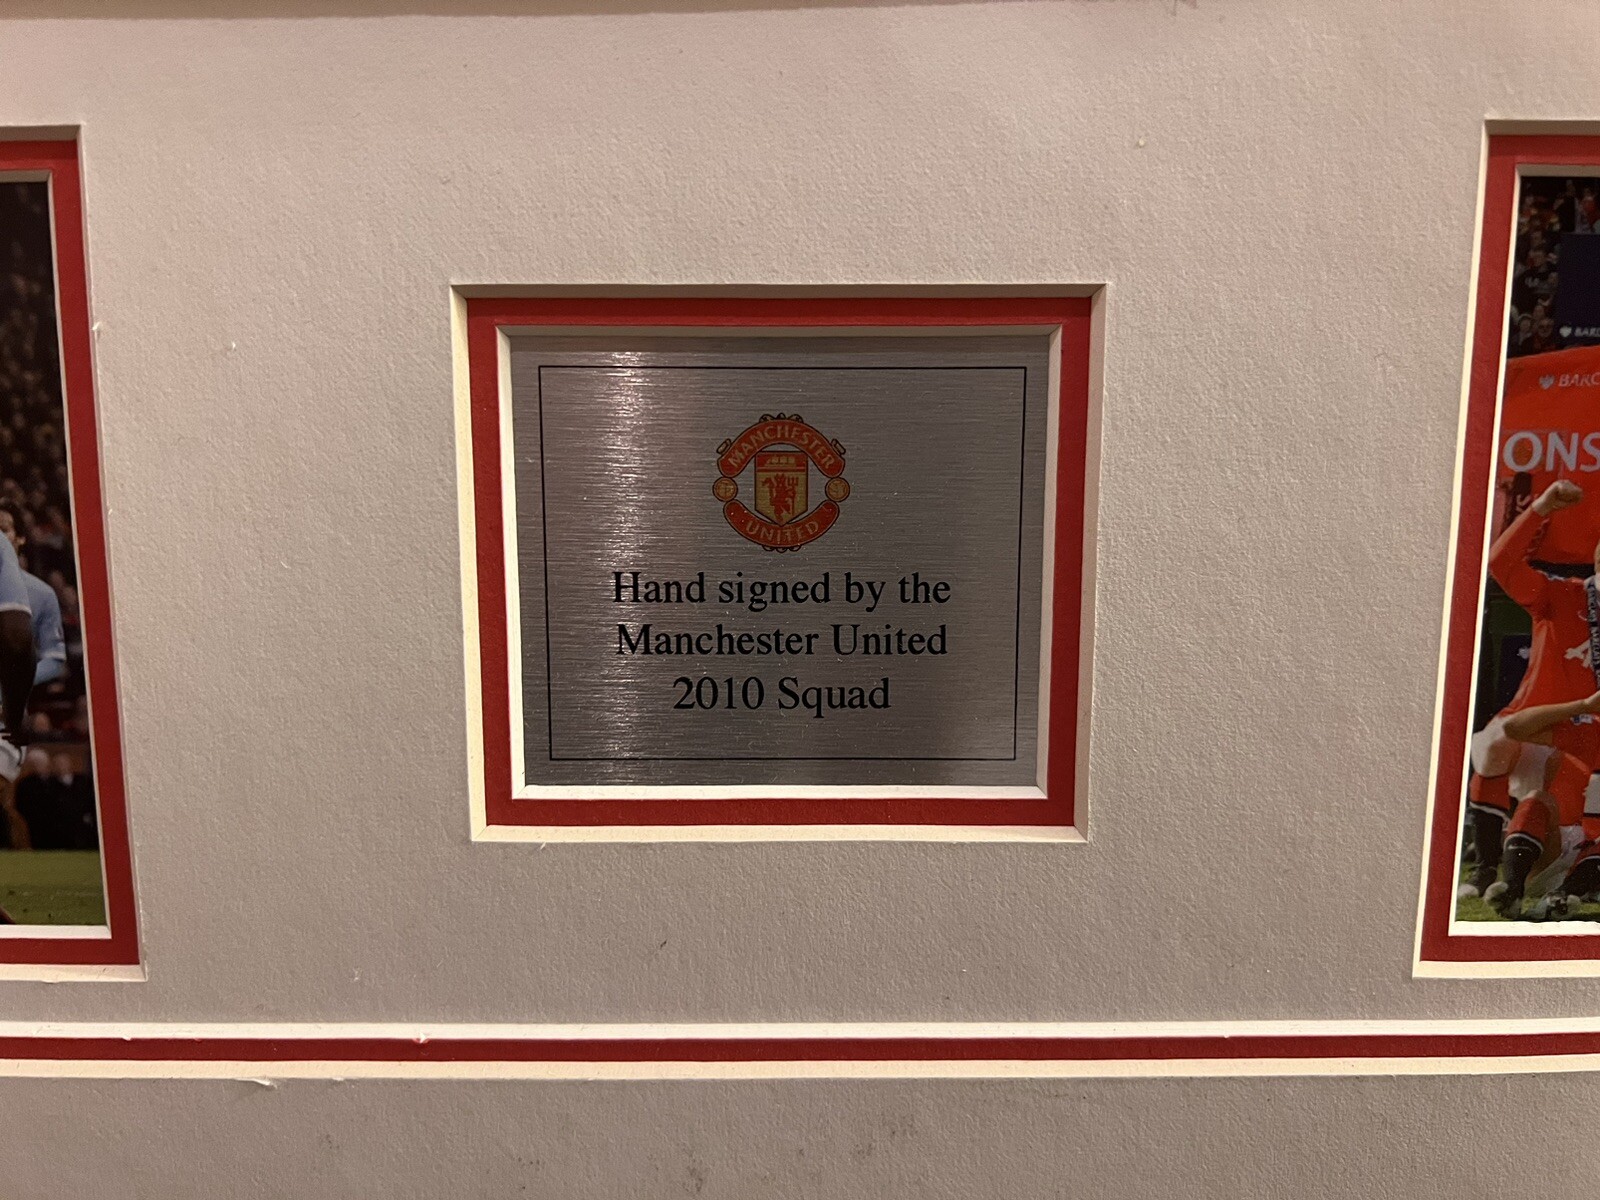 MANCHESTER
UNITED
Hand signed by the
Manchester United
2010 Squad
BARC
ONS